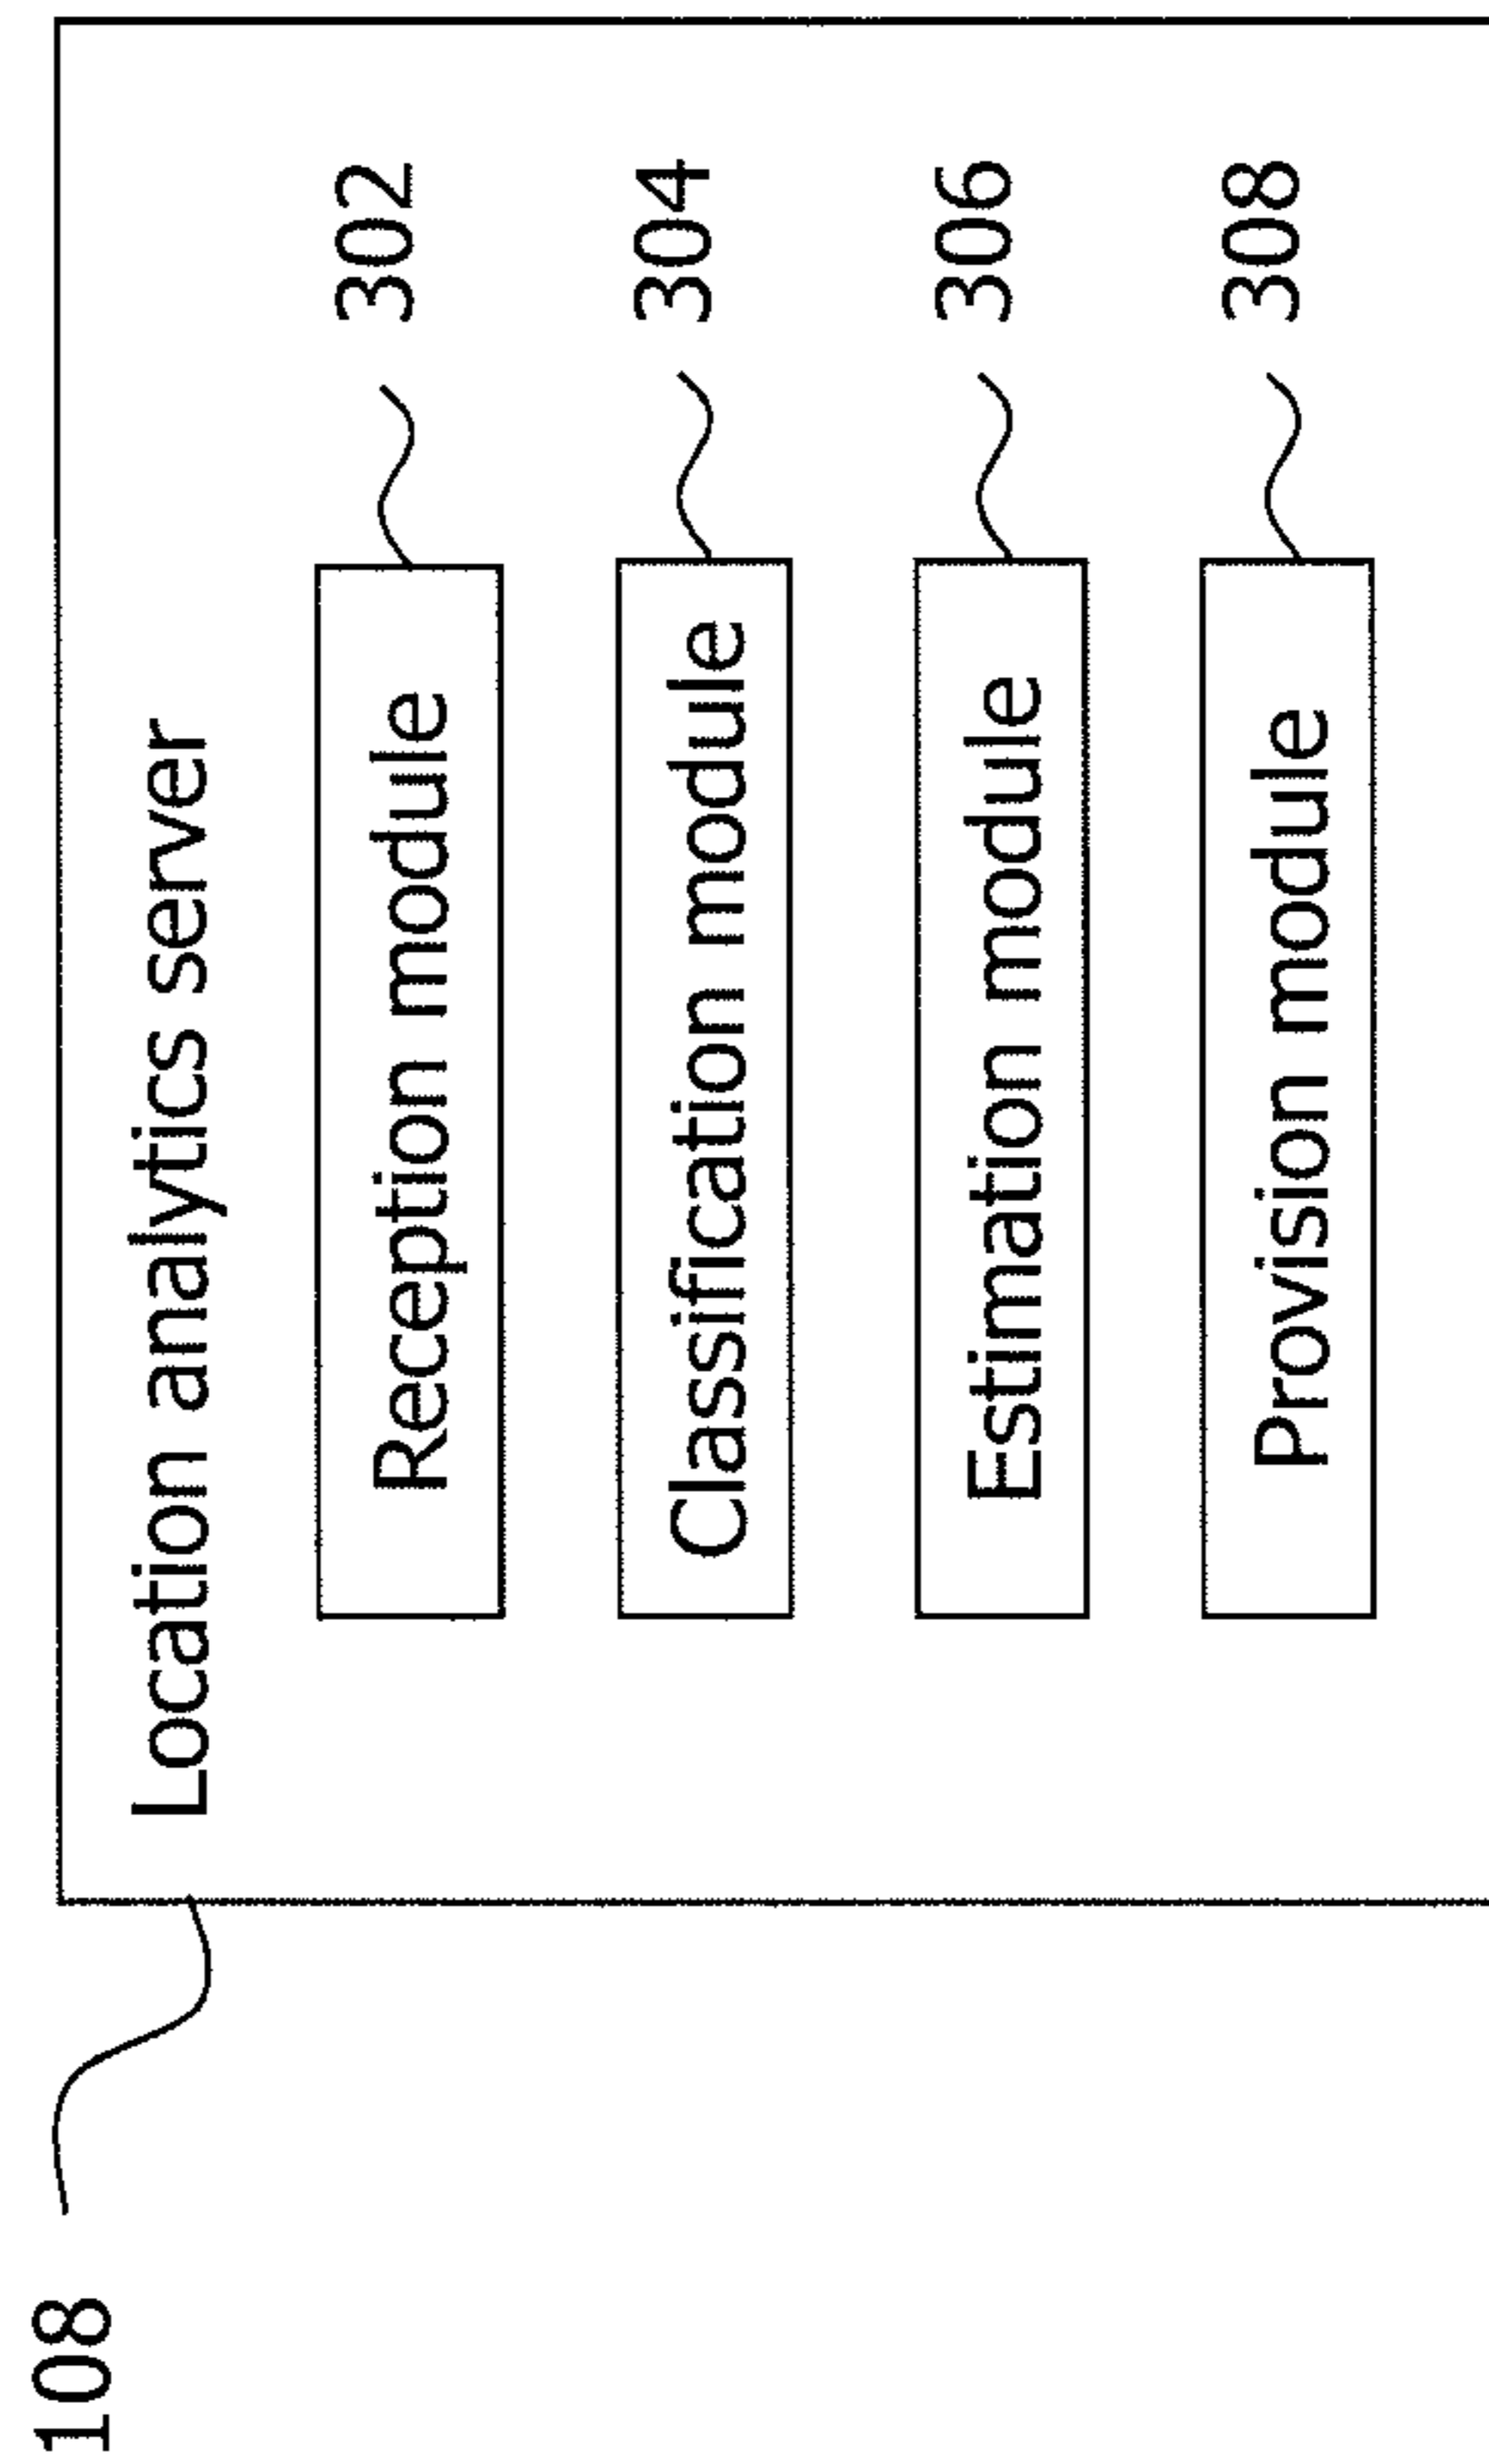 108
Location analytics server
Reception module 302
Classification module 304
Estimation module 306
Provision module 308